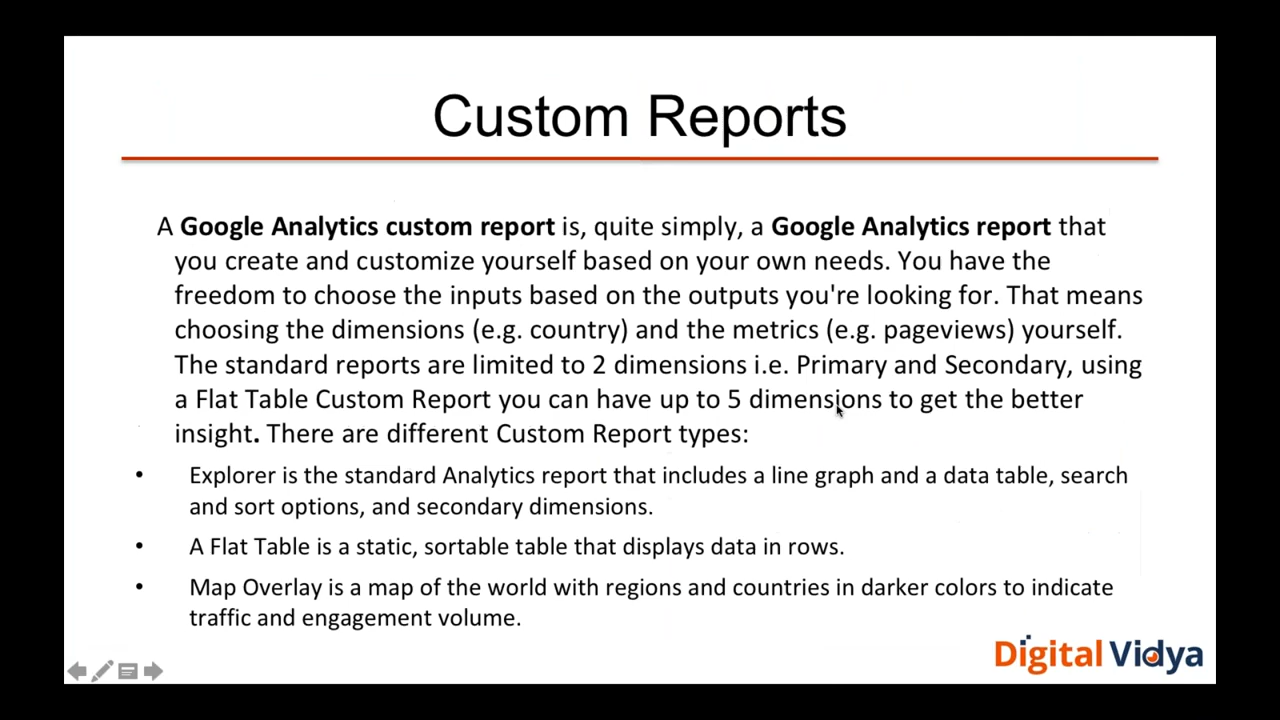 Custom Reports
A Google Analytics custom report is, quite simply, a Google Analytics report that
you create and customize yourself based on your own needs. You have the
freedom to choose the inputs based on the outputs you're looking for. That means
choosing the dimensions (e.g. country) and the metrics (e.g. pageviews) yourself.
The standard reports are limited to 2 dimensions i.e. Primary and Secondary, using
a Flat Table Custom Report you can have up to 5 dimensions to get the better
insight. There are different Custom Report types:
• Explorer is the standard Analytics report that includes a line graph and a data table, search
and sort options, and secondary dimensions.
• A Flat Table is a static, sortable table that displays data in rows.
• Map Overlay is a map of the world with regions and countries in darker colors to indicate
traffic and engagement volume.
Digital Vidya